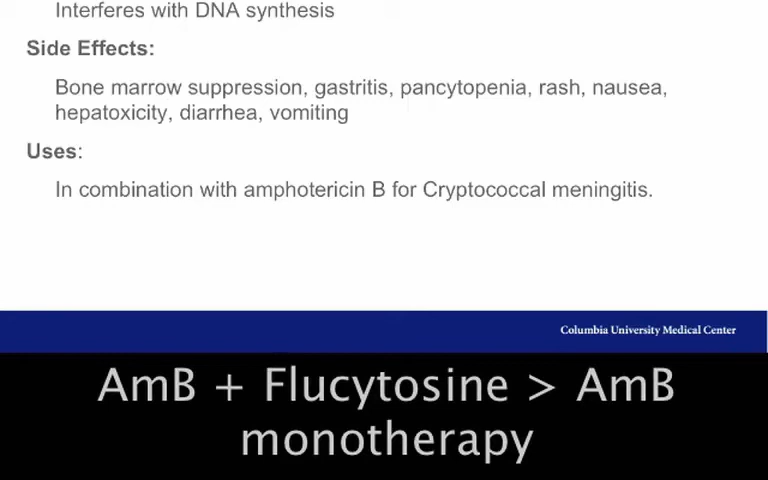 Interferes with DNA synthesis
Side Effects:
Bone marrow suppression, gastritis, pancytopenia, rash, nausea,
hepatoxicity, diarrhea, vomiting
Uses:
In combination with amphotericin B for Cryptococcal meningitis.
Columbia University Medical Center
AmB + Flucytosine > AmB
monotherapy